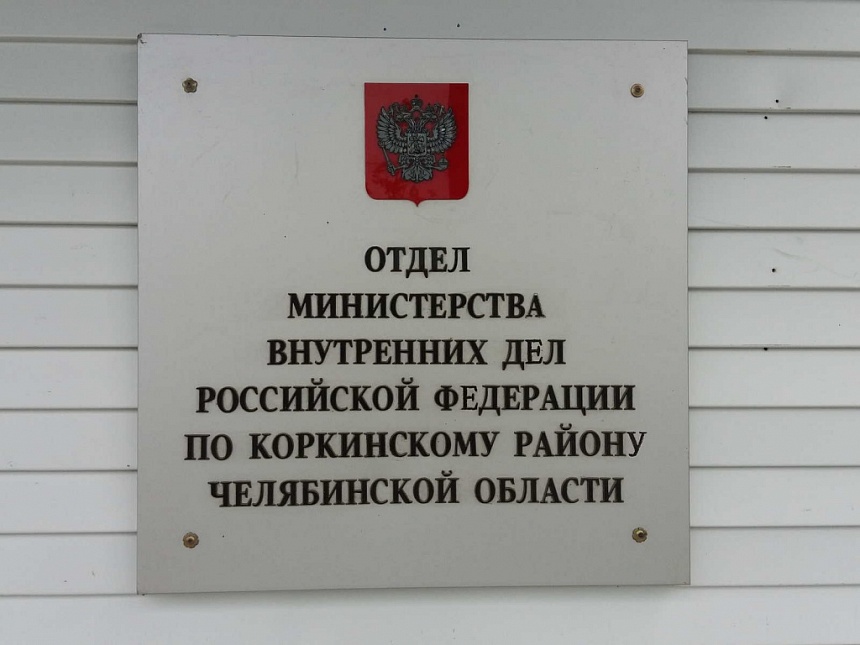 ОТДЕЛ
МИНИСТЕРСТВА
ВНУТРЕННИХ ДЕЛ
РОССИЙСКОЙ ФЕДЕРАЦИИ
ПО КОРКИНСКОМУ РАЙОНУ
ЧЕЛЯБИНСКОЙ ОБЛАСТИ